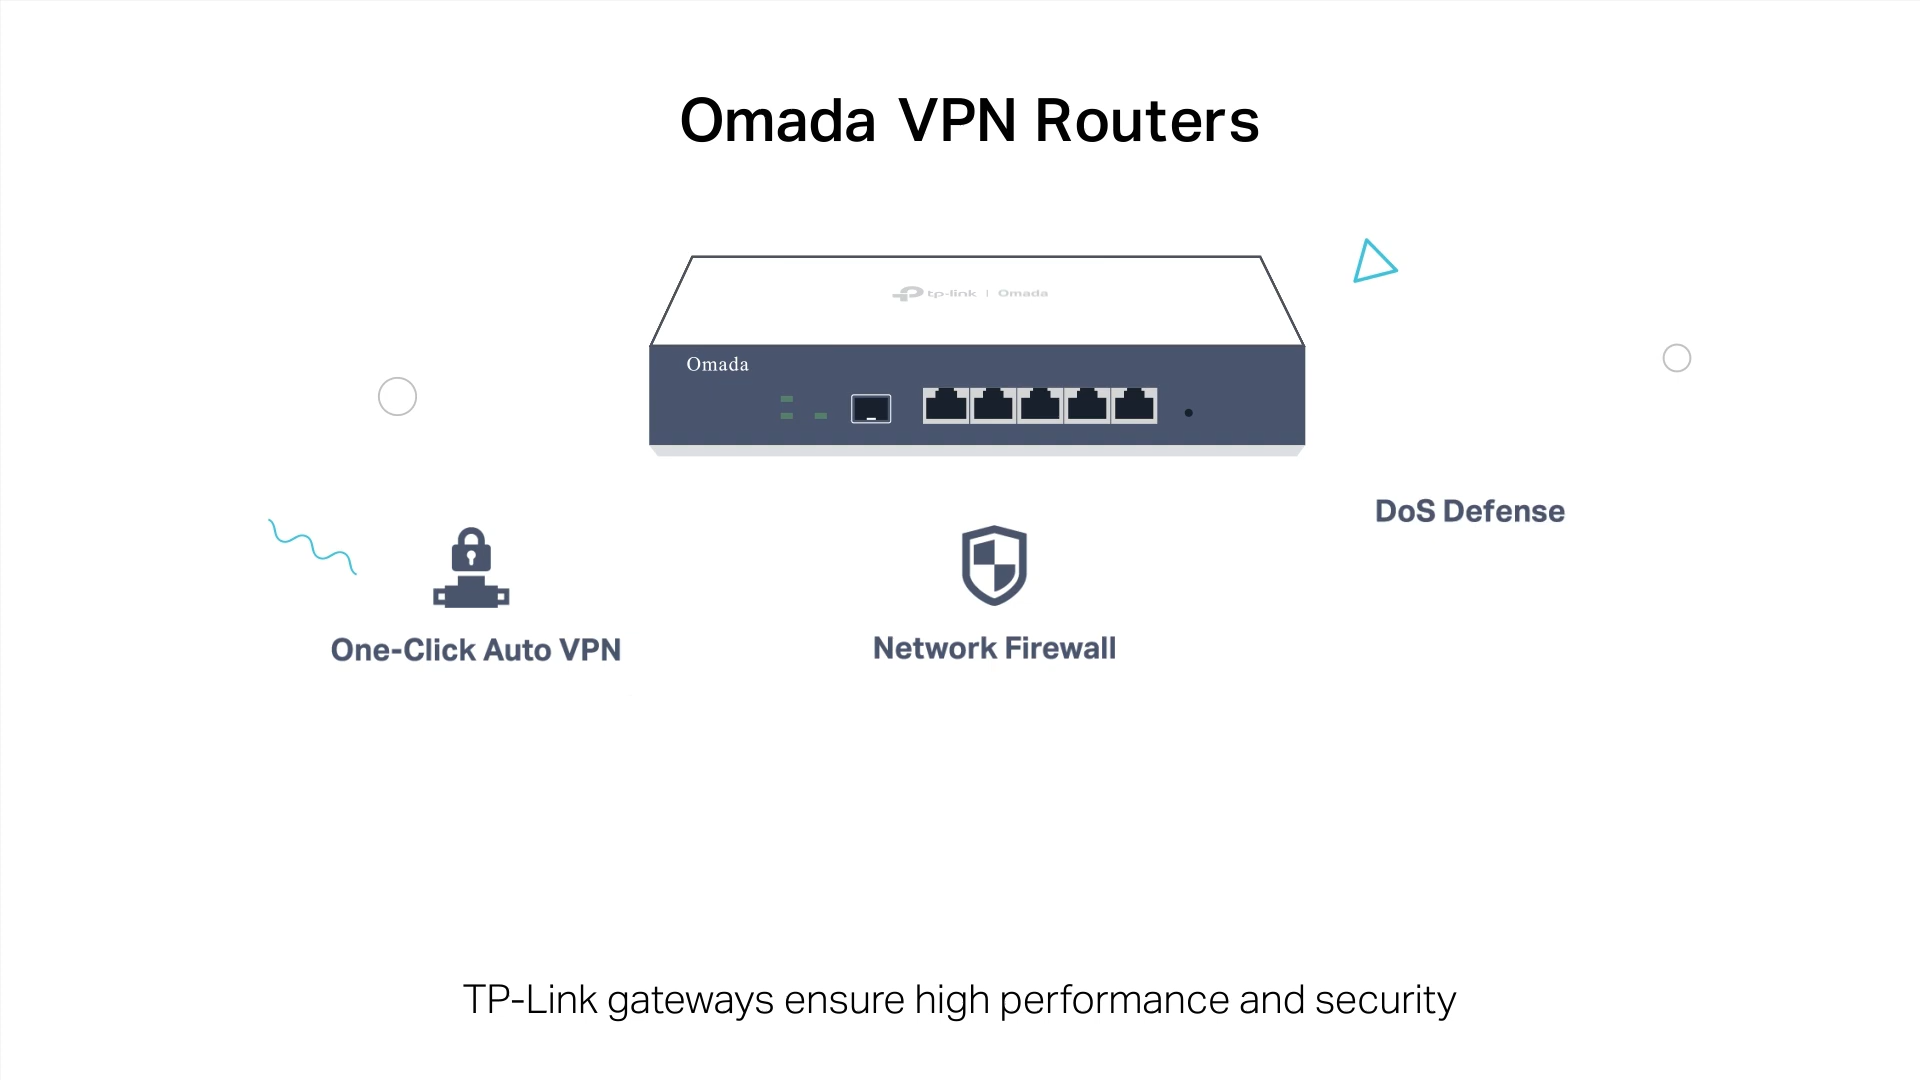 Omada VPN Routers
tp-link | Omada
Omada
DoS Defense
One-Click Auto VPN
Network Firewall
TP-Link gateways ensure high performance and security